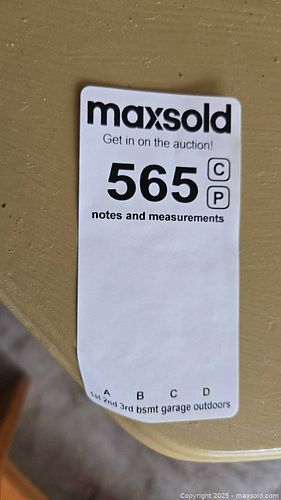 maxsold
Get in on the auction!
565 C
P
notes and measurements
A B C D
1st 2nd 3rd bsmt garage outdoors
Copyright 2025 - maxsold.com